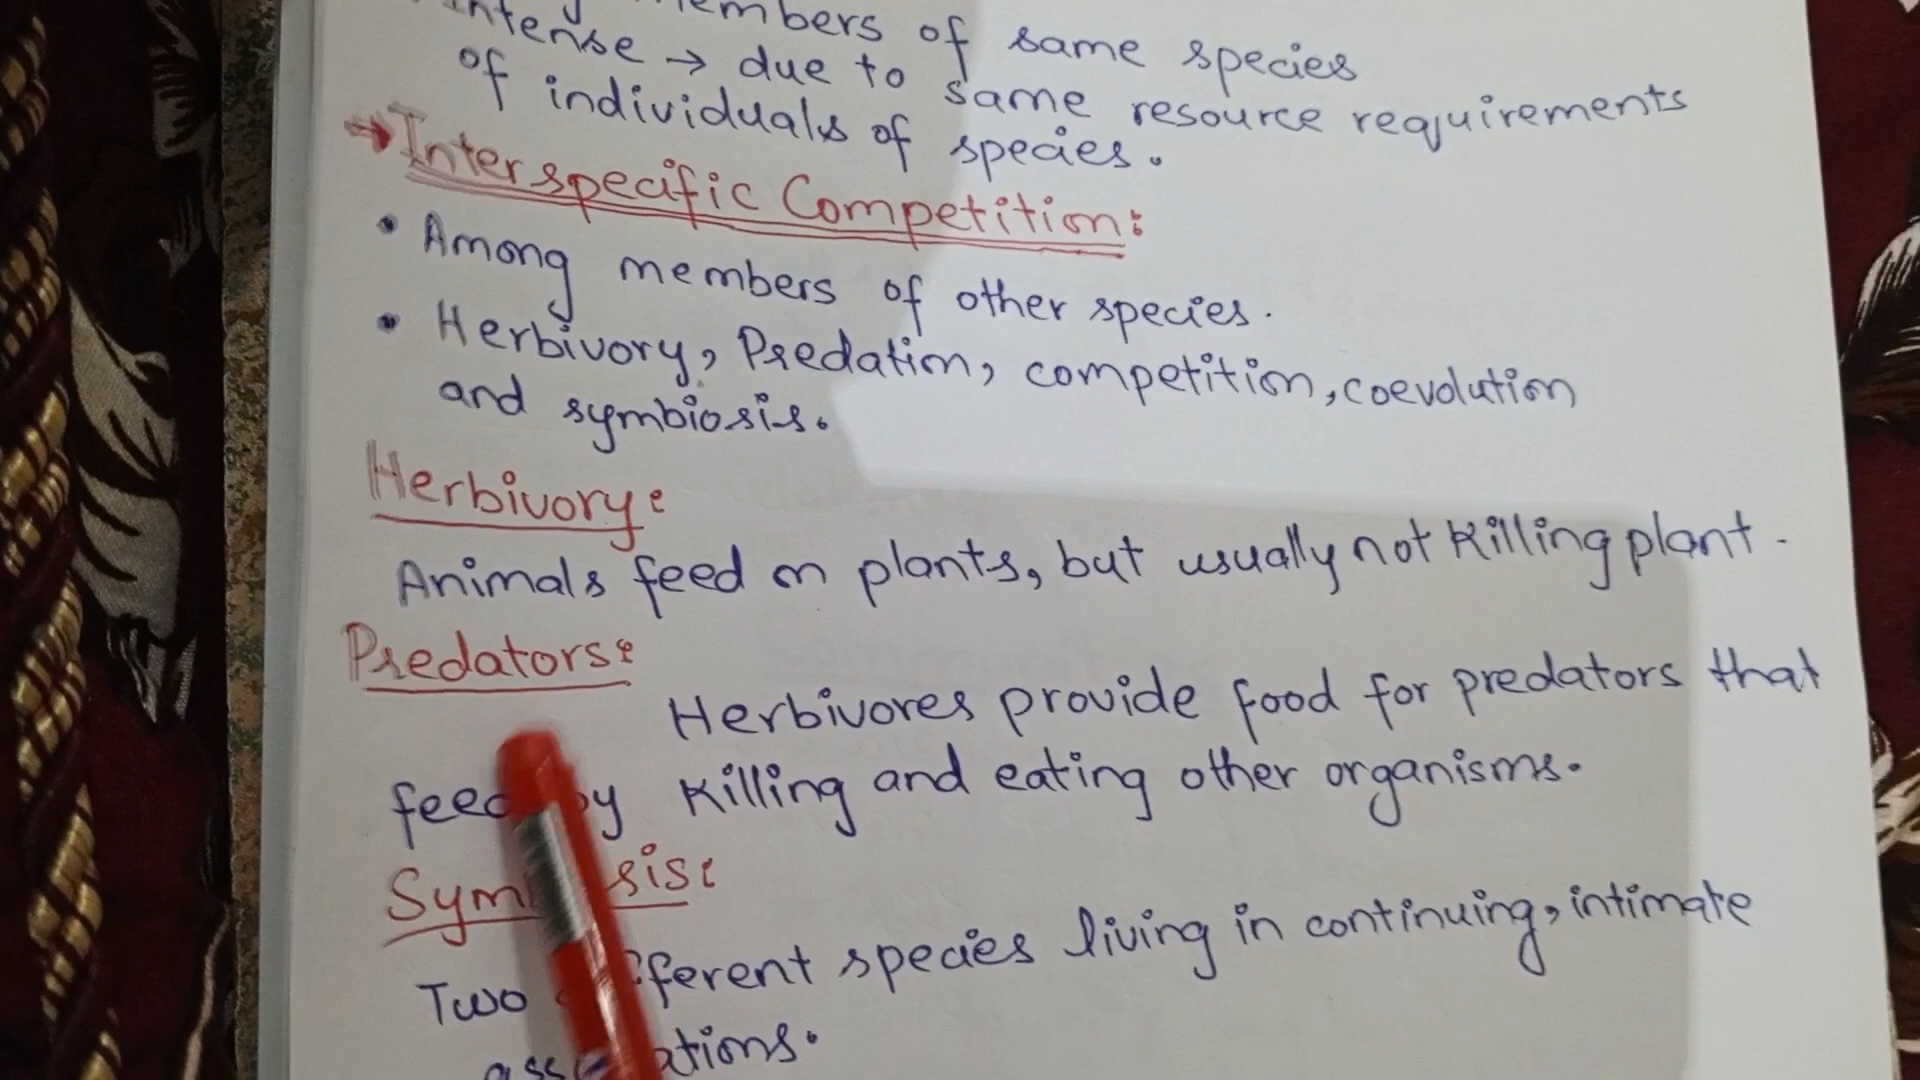 members of same species
intense → due to same resource requirements
of individuals of species.
→ Interspecific Competition:
• Among members of other species.
• Herbivory, Predation, competition, coevolution
and symbiosis.
Herbivory:
Animals feed on plants, but usually not killing plant.
Predators:
Herbivores provide food for predators that
feed by killing and eating other organisms.
Two different species living in continuing, intimate